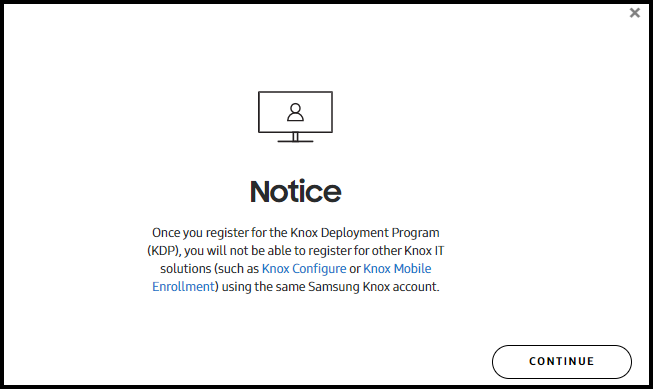 Notice
Once you register for the Knox Deployment Program
(KDP), you will not be able to register for other Knox IT
solutions (such as Knox Configure or Knox Mobile
Enrollment) using the same Samsung Knox account.
CONTINUE